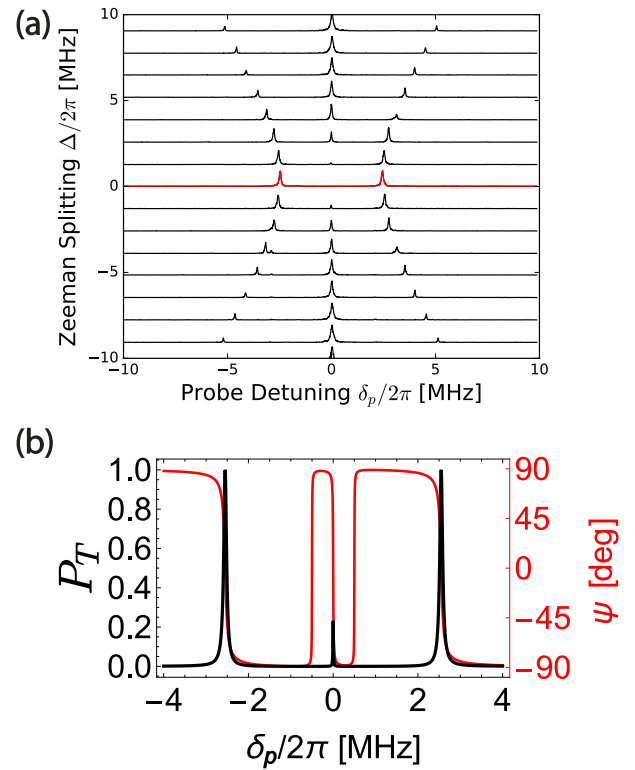 (a)
Zeeman Splitting Δ/2π [MHz]
10
5
0
−5
−10
−10 −5 0 5 10
Probe Detuning δp/2π [MHz]
(b)
P_T
1.0
0.8
0.6
0.4
0.2
0.0
90
45
0
−45
−90
ψ [deg]
−4 −2 0 2 4
δp/2π [MHz]